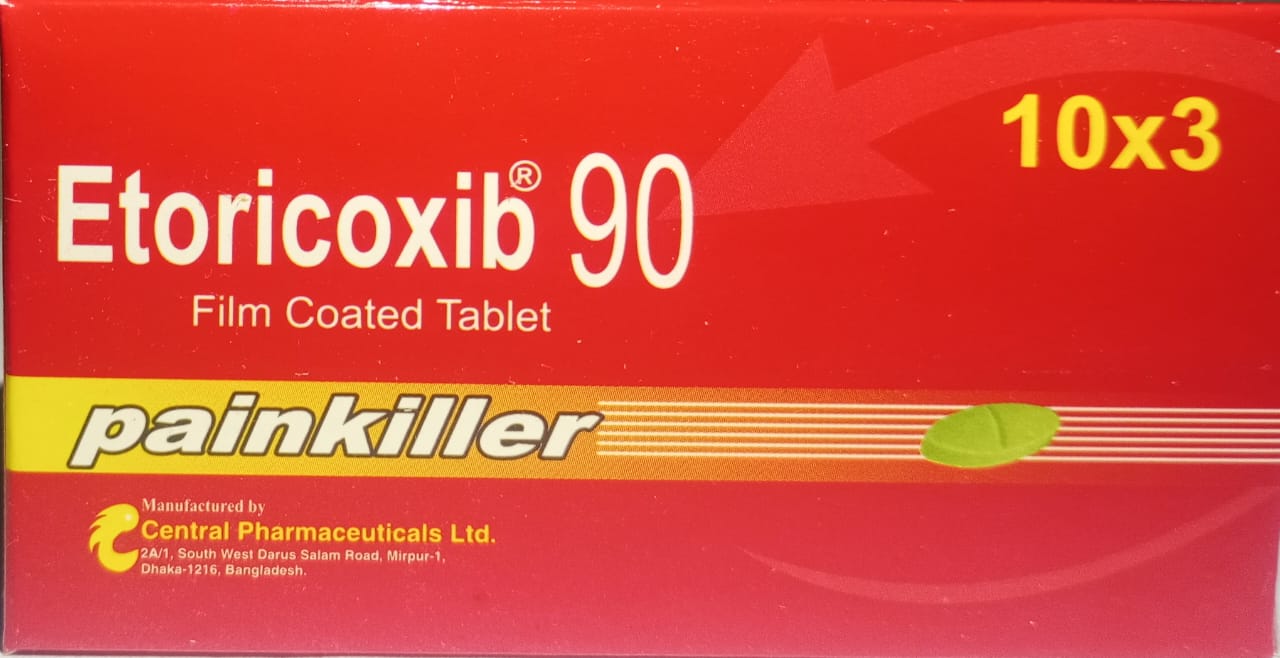 10x3
Etoricoxib® 90
Film Coated Tablet
painkiller
Manufactured by
Central Pharmaceuticals Ltd.
2A/1, South West Darus Salam Road, Mirpur-1,
Dhaka-1216, Bangladesh.